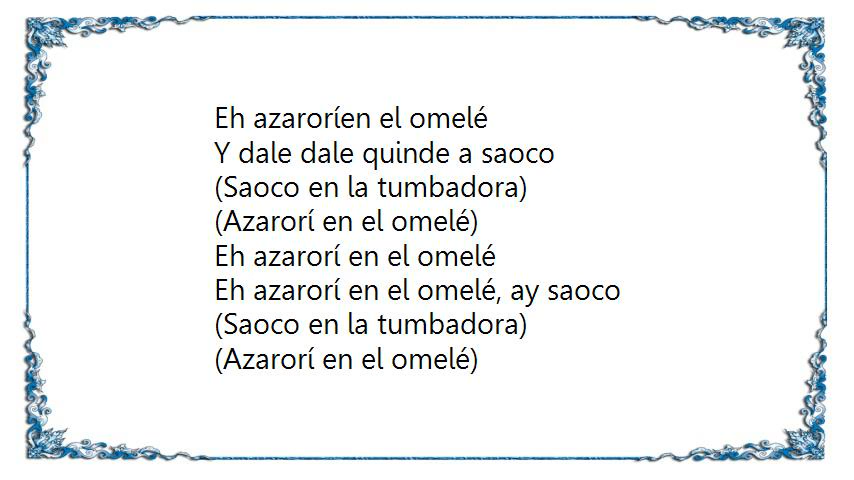 Eh azaroríen el omelé
Y dale dale quinde a saoco
(Saoco en la tumbadora)
(Azarorí en el omelé)
Eh azarorí en el omelé
Eh azarorí en el omelé, ay saoco
(Saoco en la tumbadora)
(Azarorí en el omelé)